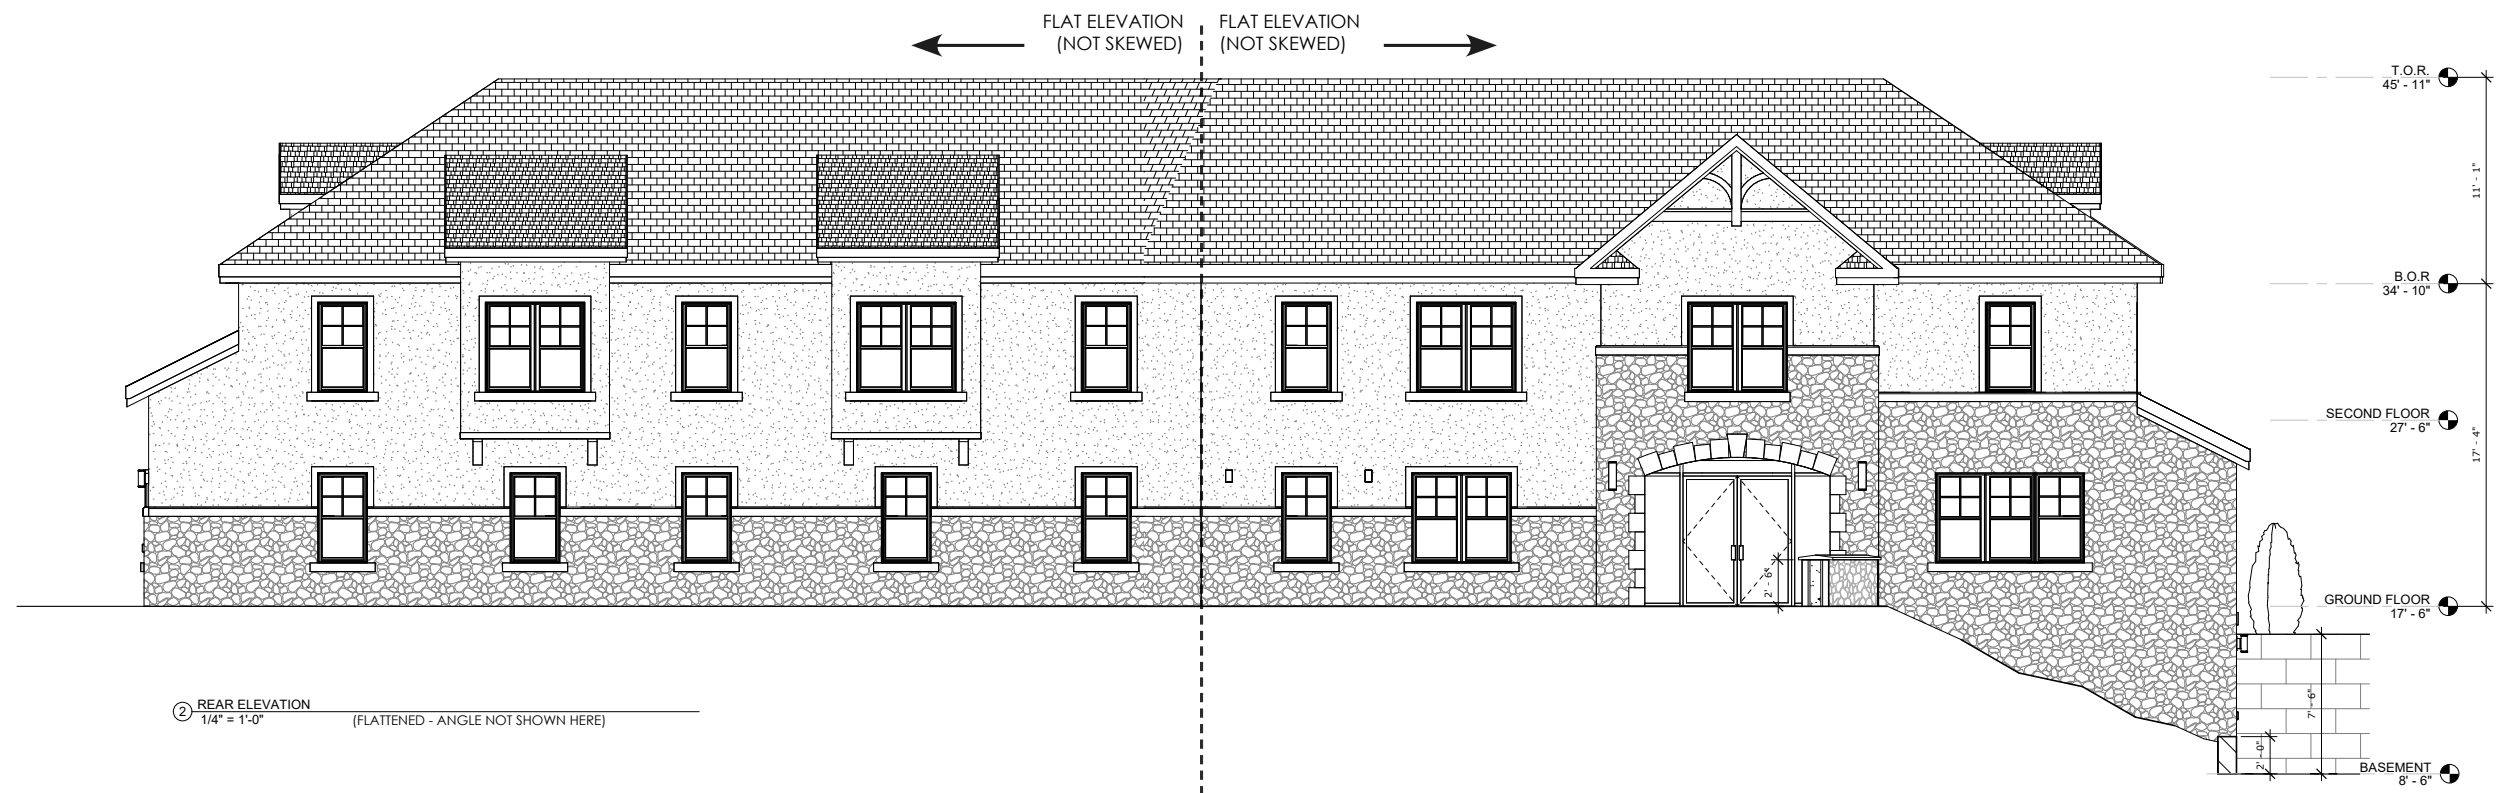 FLAT ELEVATION
(NOT SKEWED)
FLAT ELEVATION
(NOT SKEWED)
T.O.R.
45' - 11"
11' - 1"
B.O.R
34' - 10"
SECOND FLOOR
27' - 6"
17' - 4"
2' - 6"
GROUND FLOOR
17' - 6"
7' - 6"
2' - 0"
BASEMENT
8' - 6"
2
REAR ELEVATION
1/4" = 1'-0"
(FLATTENED - ANGLE NOT SHOWN HERE)